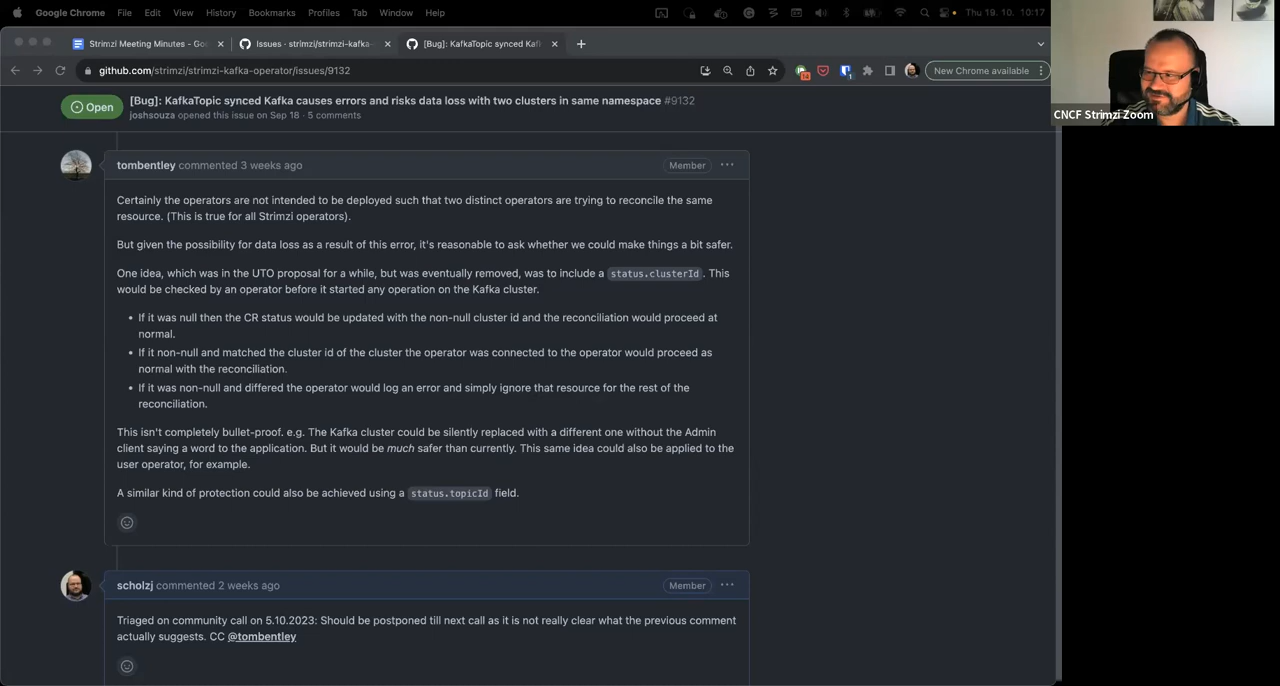 Google Chrome File Edit View History Bookmarks Profiles Tab Window Help Thu 19. 10. 10:17
Strimzi Meeting Minutes - Go
Issues · strimzi/strimzi-kafka-
[Bug]: KafkaTopic synced Kaf
github.com/strimzi/strimzi-kafka-operator/issues/9132
New Chrome available
CNCF Strimzi Zoom
Open
[Bug]: KafkaTopic synced Kafka causes errors and risks data loss with two clusters in same namespace #9132
joshsouza opened this issue on Sep 18 · 5 comments
tombentley commented 3 weeks ago Member
Certainly the operators are not intended to be deployed such that two distinct operators are trying to reconcile the same
resource. (This is true for all Strimzi operators).
But given the possibility for data loss as a result of this error, it's reasonable to ask whether we could make things a bit safer.
One idea, which was in the UTO proposal for a while, but was eventually removed, was to include a status.clusterId. This
would be checked by an operator before it started any operation on the Kafka cluster.
• If it was null then the CR status would be updated with the non-null cluster id and the reconciliation would proceed at
normal.
• If it non-null and matched the cluster id of the cluster the operator was connected to the operator would proceed as
normal with the reconciliation.
• If it was non-null and differed the operator would log an error and simply ignore that resource for the rest of the
reconciliation.
This isn't completely bullet-proof. e.g. The Kafka cluster could be silently replaced with a different one without the Admin
client saying a word to the application. But it would be much safer than currently. This same idea could also be applied to the
user operator, for example.
A similar kind of protection could also be achieved using a status.topicId field.
scholzj commented 2 weeks ago Member
Triaged on community call on 5.10.2023: Should be postponed till next call as it is not really clear what the previous comment
actually suggests. CC @tombentley